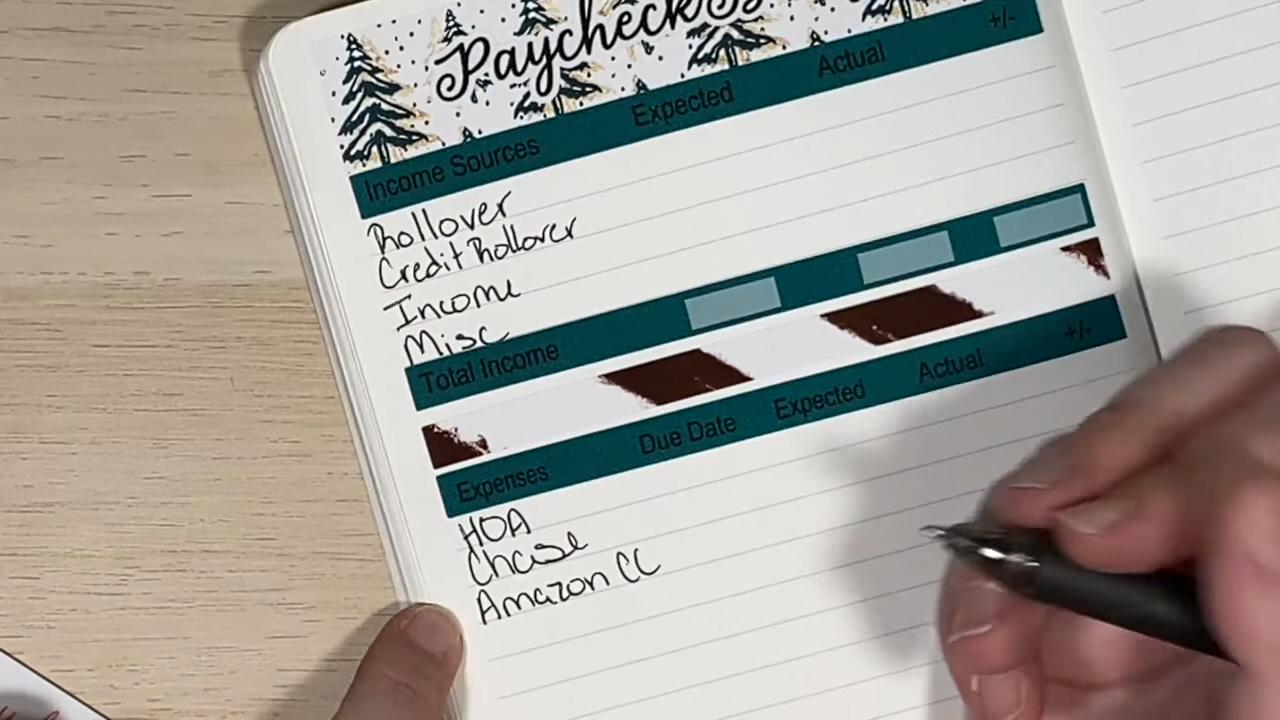 Paycheck
Income Sources Expected Actual +/-
Rollover
Credit Rollover
Income
Misc
Total Income
Expenses Due Date Expected Actual +/-
HOA
Chase
Amazon CC